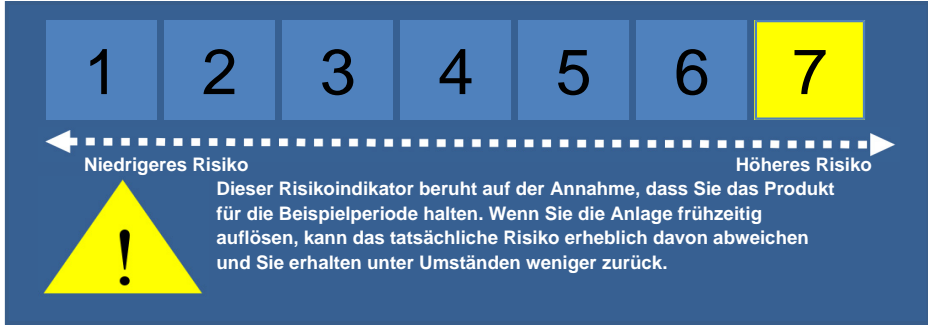 1 2 3 4 5 6 7
Niedrigeres Risiko Höheres Risiko
Dieser Risikoindikator beruht auf der Annahme, dass Sie das Produkt
für die Beispielperiode halten. Wenn Sie die Anlage frühzeitig
auflösen, kann das tatsächliche Risiko erheblich davon abweichen
und Sie erhalten unter Umständen weniger zurück.
!